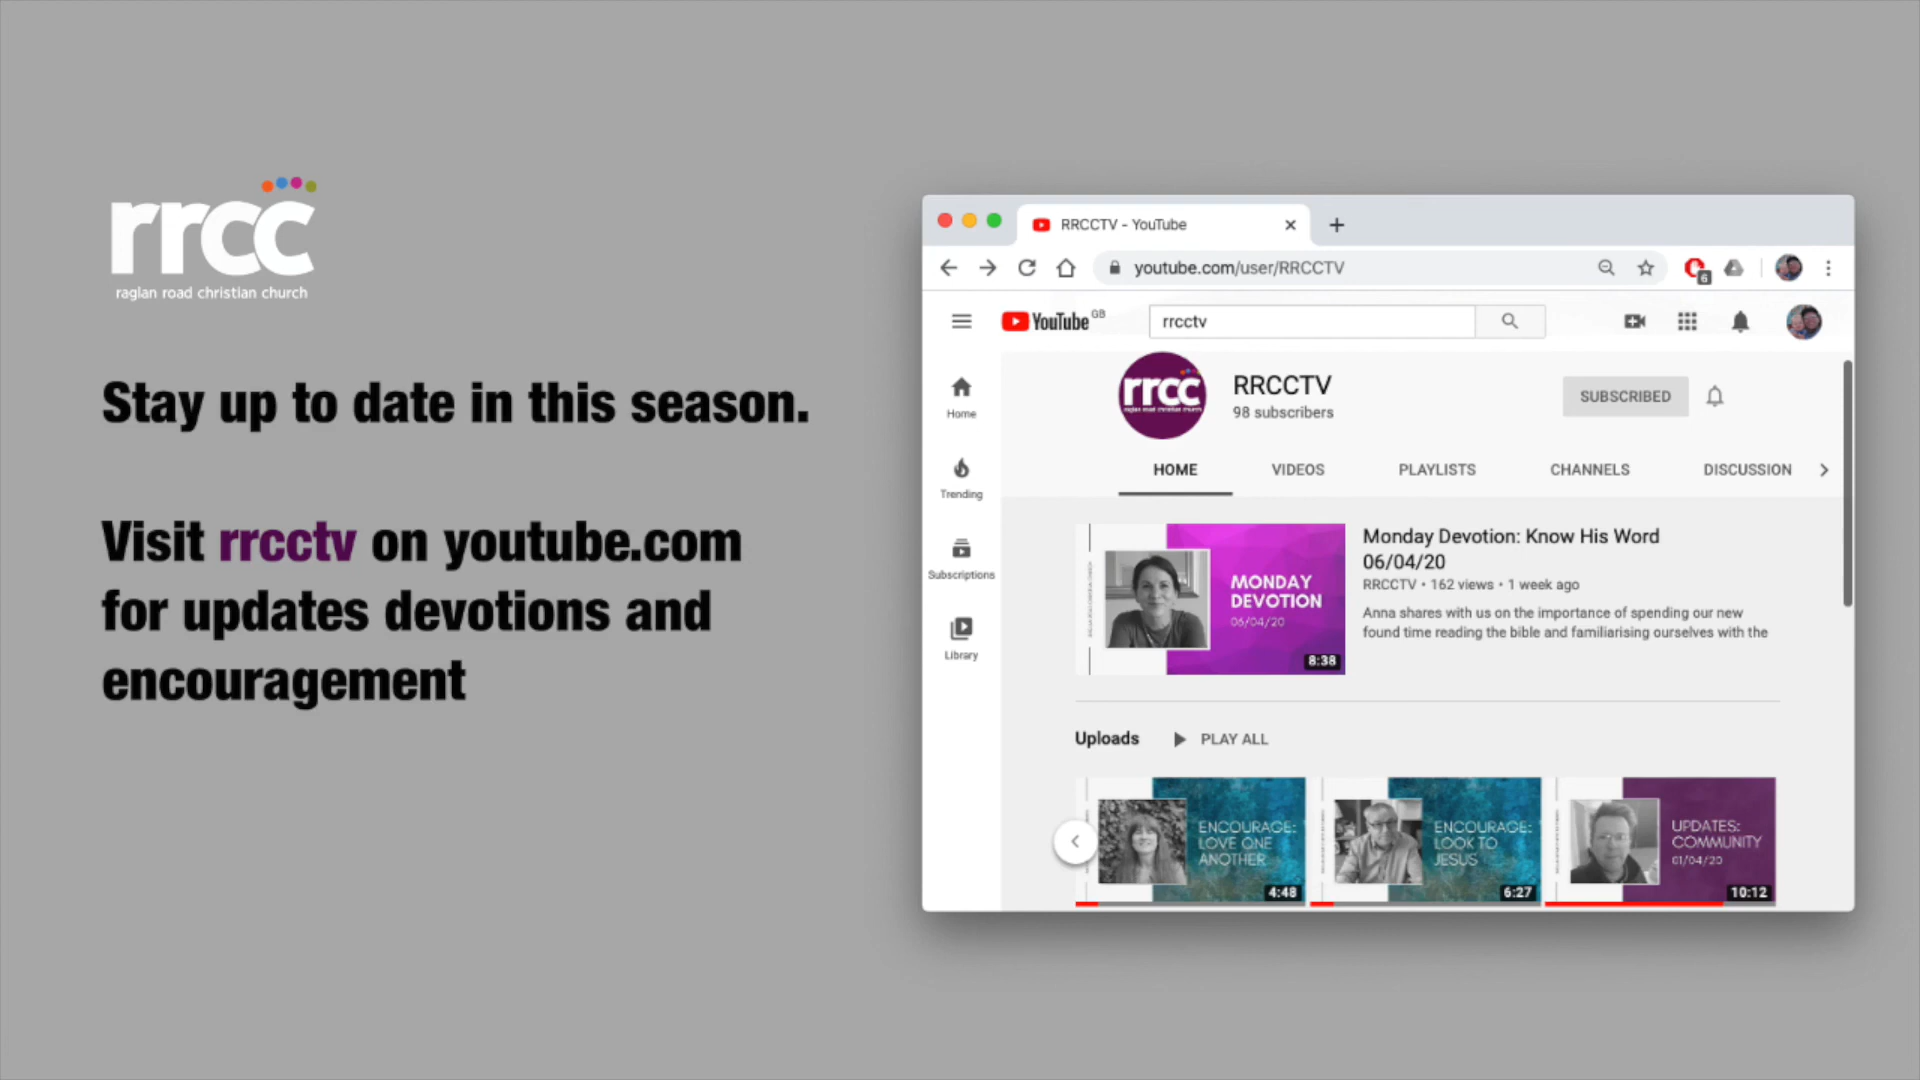 rrcc
raglan road christian church
Stay up to date in this season.
Visit rrcctv on youtube.com
for updates devotions and
encouragement
RRCCTV - YouTube
youtube.com/user/RRCCTV
6
YouTube GB
rrcctv
Home
Trending
Subscriptions
Library
rrcc
raglan road christian church
RRCCTV
98 subscribers
SUBSCRIBED
HOME VIDEOS PLAYLISTS CHANNELS DISCUSSION
MONDAY
DEVOTION
06/04/20
8:38
Monday Devotion: Know His Word
06/04/20
RRCCTV • 162 views • 1 week ago
Anna shares with us on the importance of spending our new
found time reading the bible and familiarising ourselves with the
Uploads PLAY ALL
ENCOURAGE:
LOVE ONE
ANOTHER
4:48
ENCOURAGE:
LOOK TO
JESUS
6:27
UPDATES:
COMMUNITY
01/04/20
10:12